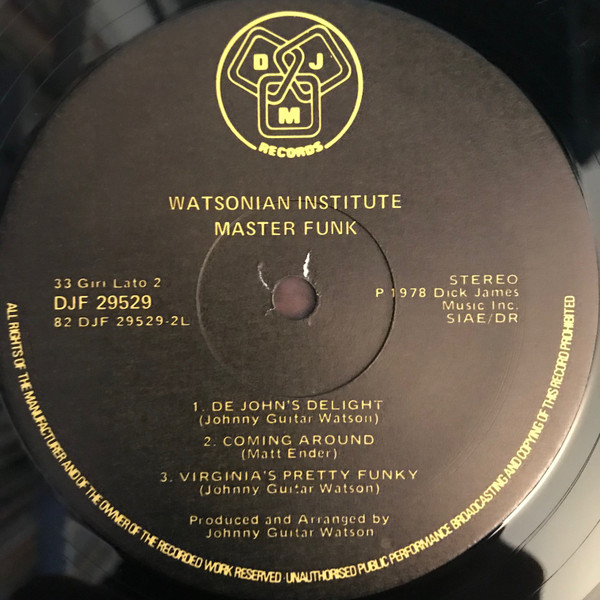 D J
M
RECORDS
WATSONIAN INSTITUTE
MASTER FUNK
33 Giri Lato 2
DJF 29529
82 DJF 29529-2L
STEREO
P 1978 Dick James
Music Inc.
SIAE/DR
1. DE JOHN'S DELIGHT
(Johnny Guitar Watson)
2. COMING AROUND
(Matt Ender)
3. VIRGINIA'S PRETTY FUNKY
(Johnny Guitar Watson)
Produced and Arranged by
Johnny Guitar Watson
ALL RIGHTS OF THE MANUFACTURER AND OF THE OWNER OF THE RECORDED WORK RESERVED · UNAUTHORISED PUBLIC PERFORMANCE BROADCASTING AND COPYING OF THIS RECORD PROHIBITED